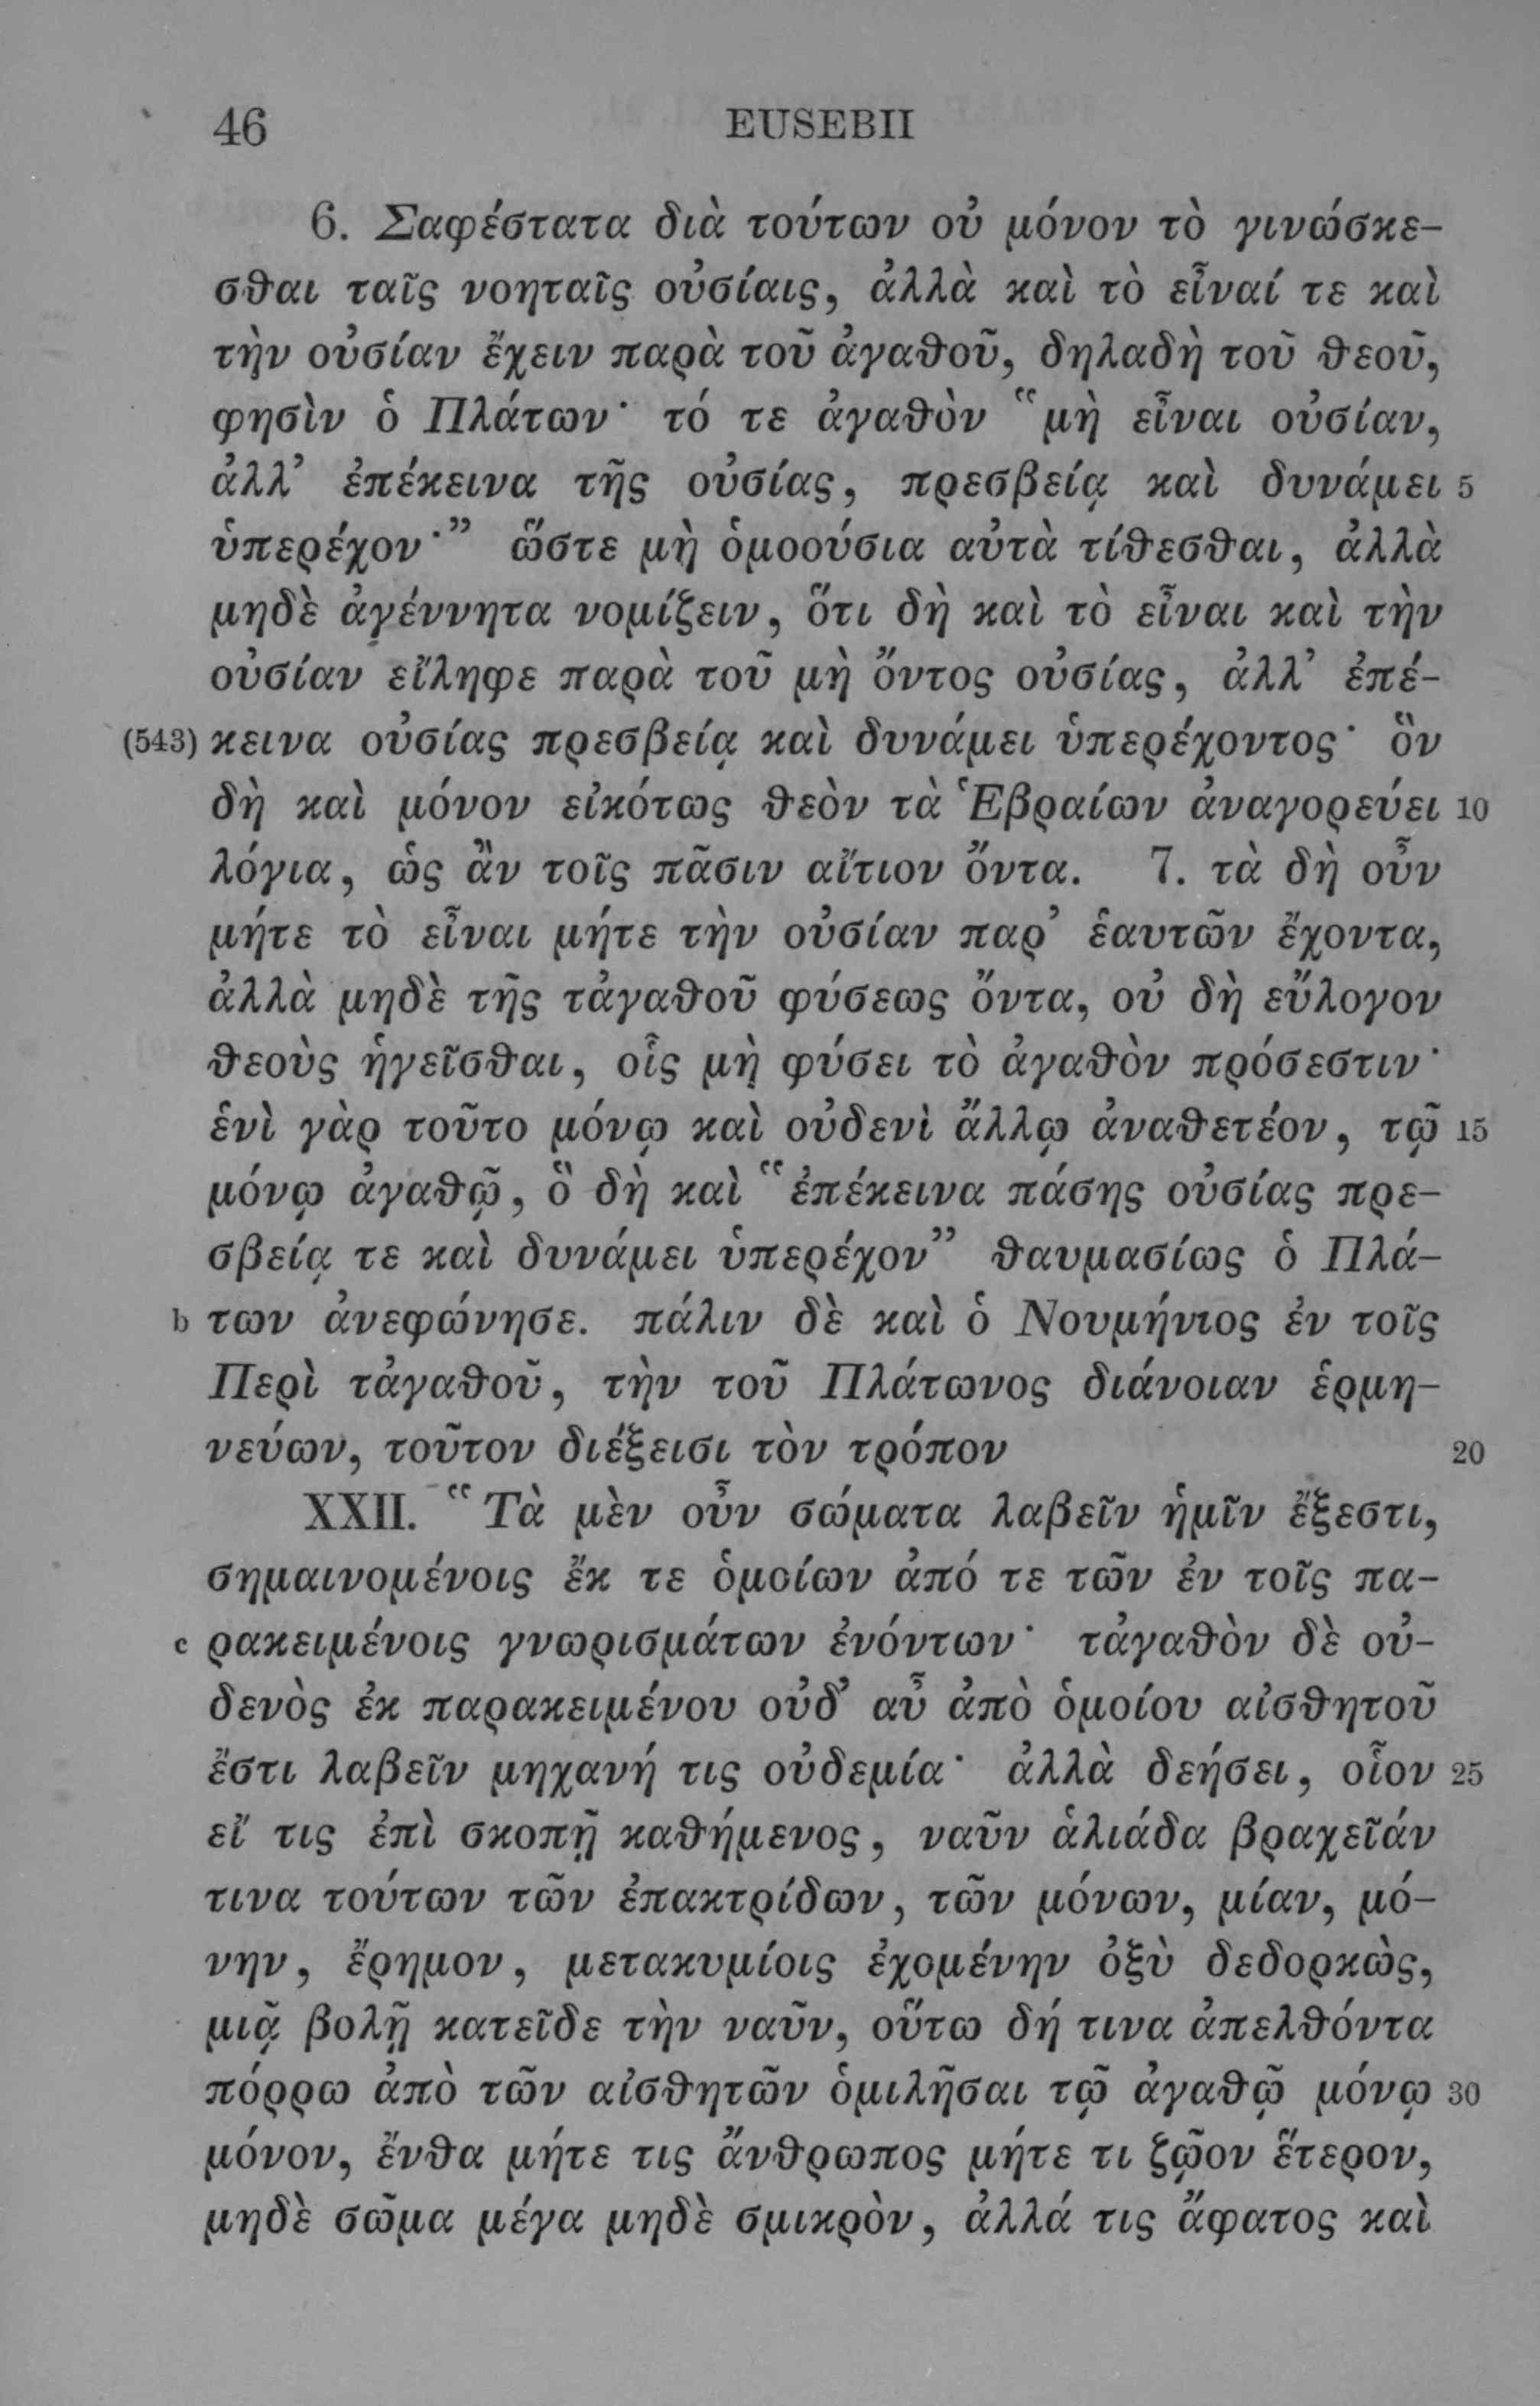 46 EUSEBII
6. Σαφέστατα διὰ τούτων οὐ μόνον τὸ γινώσκε-
σθαι ταῖς νοηταῖς οὐσίαις, ἀλλὰ καὶ τὸ εἶναί τε καὶ
τὴν οὐσίαν ἔχειν παρὰ τοῦ ἀγαθοῦ, δηλαδὴ τοῦ θεοῦ,
φησὶν ὁ Πλάτων· τό τε ἀγαθὸν “μὴ εἶναι οὐσίαν,
ἀλλ’ ἐπέκεινα τῆς οὐσίας, πρεσβείᾳ καὶ δυνάμει 5
ὑπερέχον·” ὥστε μὴ ὁμοούσια αὐτὰ τίθεσθαι, ἀλλὰ
μηδὲ ἀγέννητα νομίζειν, ὅτι δὴ καὶ τὸ εἶναι καὶ τὴν
οὐσίαν εἴληφε παρὰ τοῦ μὴ ὄντος οὐσίας, ἀλλ’ ἐπέ-
(543) κεινα οὐσίας πρεσβείᾳ καὶ δυνάμει ὑπερέχοντος· ὃν
δὴ καὶ μόνον εἰκότως θεὸν τὰ Ἑβραίων ἀναγορεύει 10
λόγια, ὡς ἂν τοῖς πᾶσιν αἴτιον ὄντα. 7. τὰ δὴ οὖν
μήτε τὸ εἶναι μήτε τὴν οὐσίαν παρ’ ἑαυτῶν ἔχοντα,
ἀλλὰ μηδὲ τῆς τἀγαθοῦ φύσεως ὄντα, οὐ δὴ εὔλογον
θεοὺς ἡγεῖσθαι, οἷς μὴ φύσει τὸ ἀγαθὸν πρόσεστιν·
ἑνὶ γὰρ τοῦτο μόνῳ καὶ οὐδενὶ ἄλλῳ ἀναθετέον, τῷ 15
μόνῳ ἀγαθῷ, ὃ δὴ καὶ “ἐπέκεινα πάσης οὐσίας πρε-
σβείᾳ τε καὶ δυνάμει ὑπερέχον” θαυμασίως ὁ Πλά-
b των ἀνεφώνησε. πάλιν δὲ καὶ ὁ Νουμήνιος ἐν τοῖς
Περὶ τἀγαθοῦ, τὴν τοῦ Πλάτωνος διάνοιαν ἑρμη-
νεύων, τοῦτον διέξεισι τὸν τρόπον 20
XXII. “Τὰ μὲν οὖν σώματα λαβεῖν ἡμῖν ἔξεστι,
σημαινομένοις ἔκ τε ὁμοίων ἀπό τε τῶν ἐν τοῖς πα-
c ρακειμένοις γνωρισμάτων ἐνόντων· τἀγαθὸν δὲ οὐ-
δενὸς ἐκ παρακειμένου οὐδ’ αὖ ἀπὸ ὁμοίου αἰσθητοῦ
ἔστι λαβεῖν μηχανή τις οὐδεμία· ἀλλὰ δεήσει, οἷον 25
εἴ τις ἐπὶ σκοπῇ καθήμενος, ναῦν ἁλιάδα βραχεῖάν
τινα τούτων τῶν ἐπακτρίδων, τῶν μόνων, μίαν, μό-
νην, ἔρημον, μετακυμίοις ἐχομένην ὀξὺ δεδορκὼς,
μιᾷ βολῇ κατεῖδε τὴν ναῦν, οὕτω δή τινα ἀπελθόντα
πόρρω ἀπὸ τῶν αἰσθητῶν ὁμιλῆσαι τῷ ἀγαθῷ μόνῳ 30
μόνον, ἔνθα μήτε τις ἄνθρωπος μήτε τι ζῷον ἕτερον,
μηδὲ σῶμα μέγα μηδὲ σμικρὸν, ἀλλά τις ἄφατος καὶ